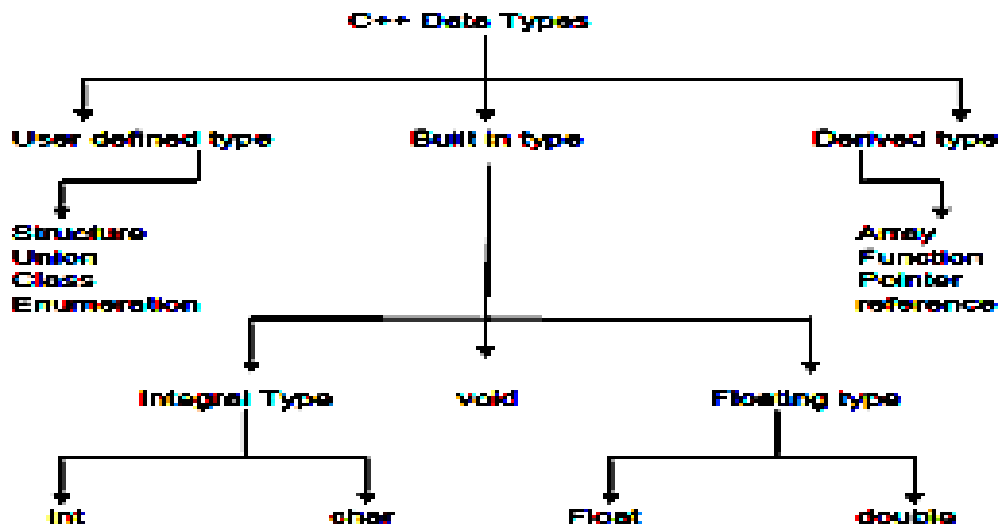 C++ Data Types
User defined type
Built in type
Derived type
Structure
Union
Class
Enumeration
Array
Function
Pointer
reference
Integral Type
void
Floating type
int
char
Float
double